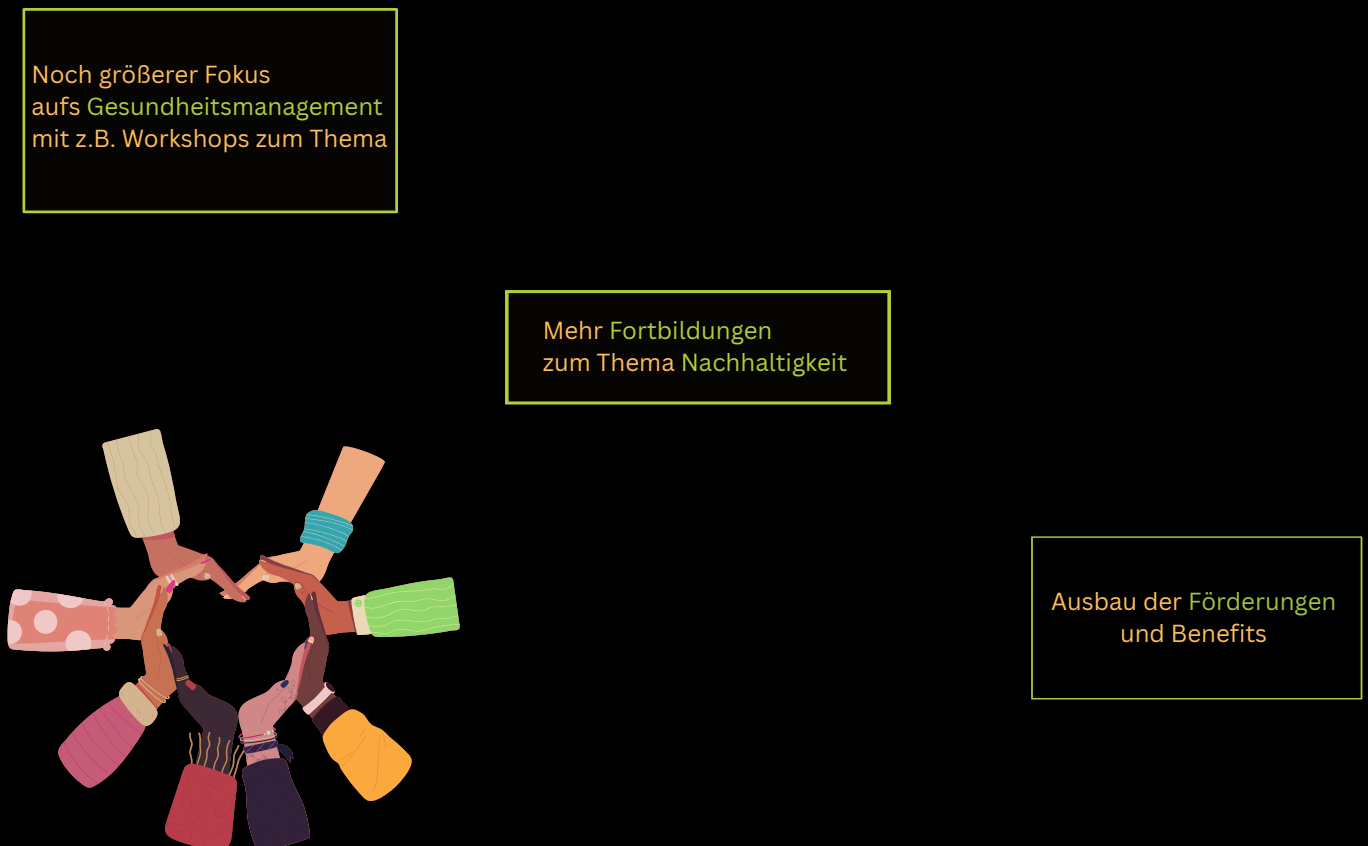 Noch größerer Fokus
aufs Gesundheitsmanagement
mit z.B. Workshops zum Thema
Mehr Fortbildungen
zum Thema Nachhaltigkeit
Ausbau der Förderungen
und Benefits